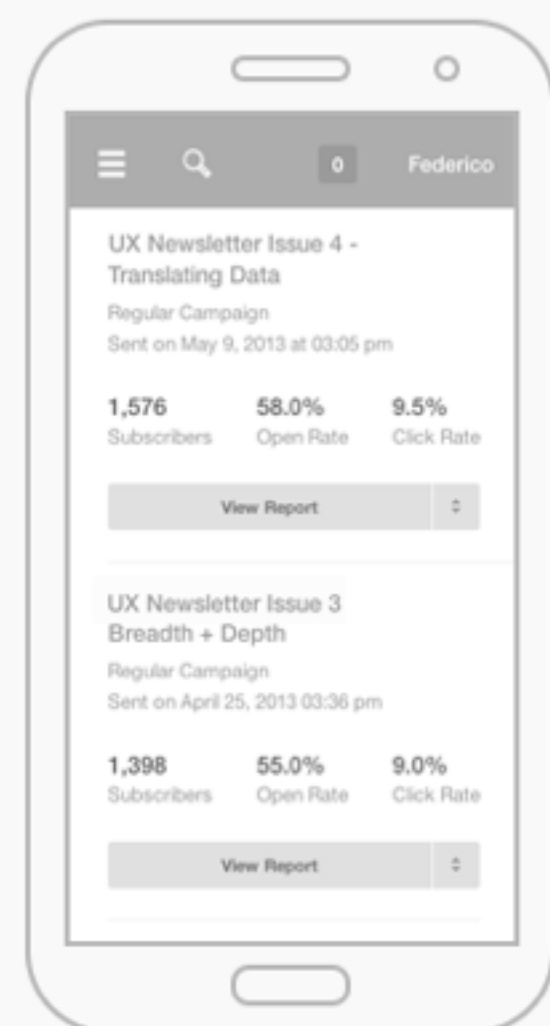 0 Federico
UX Newsletter Issue 4 -
Translating Data
Regular Campaign
Sent on May 9, 2013 at 03:05 pm
1,576 58.0% 9.5%
Subscribers Open Rate Click Rate
View Report
UX Newsletter Issue 3
Breadth + Depth
Regular Campaign
Sent on April 25, 2013 03:36 pm
1,398 55.0% 9.0%
Subscribers Open Rate Click Rate
View Report